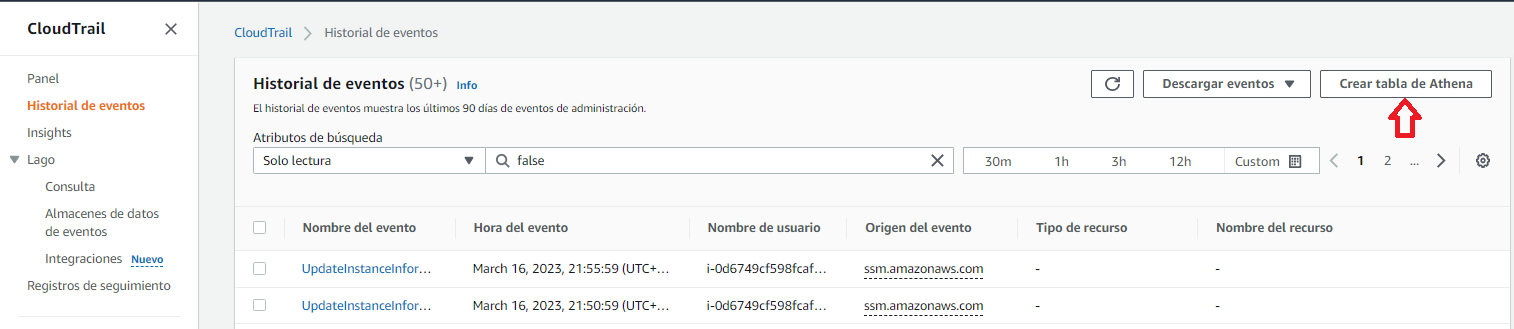 CloudTrail
Panel
Historial de eventos
Insights
Lago
Consulta
Almacenes de datos
de eventos
Integraciones Nuevo
Registros de seguimiento
CloudTrail Historial de eventos
Historial de eventos (50+) Info
Descargar eventos
Crear tabla de Athena
El historial de eventos muestra los últimos 90 días de eventos de administración.
Atributos de búsqueda
Solo lectura false 30m 1h 3h 12h Custom 1 2 ...
Nombre del evento Hora del evento Nombre de usuario Origen del evento Tipo de recurso Nombre del recurso
UpdateInstanceInfor... March 16, 2023, 21:55:59 (UTC+... i-0d6749cf598fcaf... ssm.amazonaws.com - -
UpdateInstanceInfor... March 16, 2023, 21:50:59 (UTC+... i-0d6749cf598fcaf... ssm.amazonaws.com - -